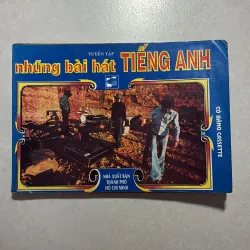 TUYỂN TẬP
những bài hát TIẾNG ANH
CÓ BĂNG CASSETTE
NHÀ XUẤT BẢN
THÀNH PHỐ
HỒ CHÍ MINH